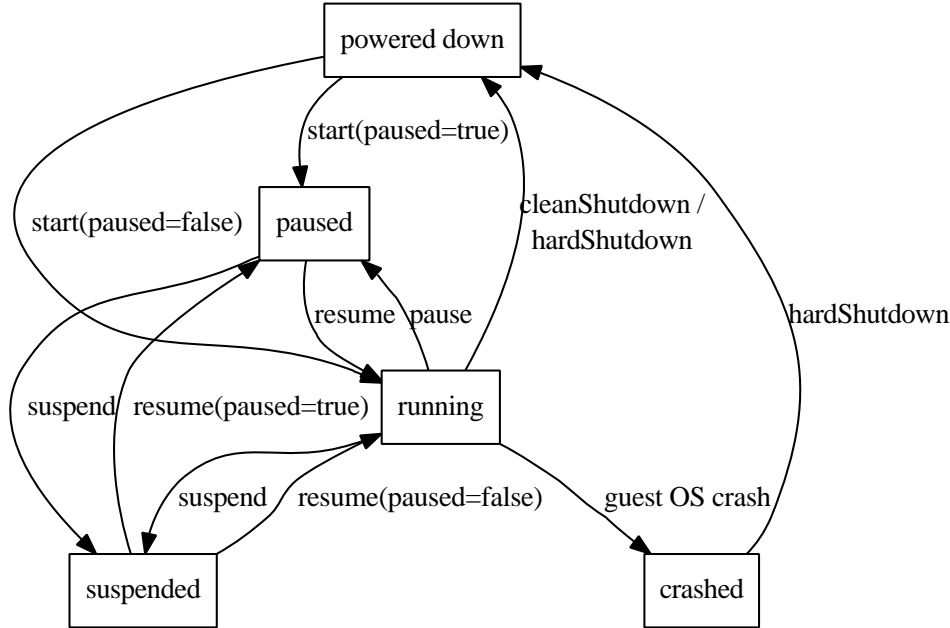 powered down
start(paused=true)
cleanShutdown /
hardShutdown
start(paused=false)
paused
resume
pause
hardShutdown
suspend
resume(paused=true)
running
suspend
resume(paused=false)
guest OS crash
suspended
crashed